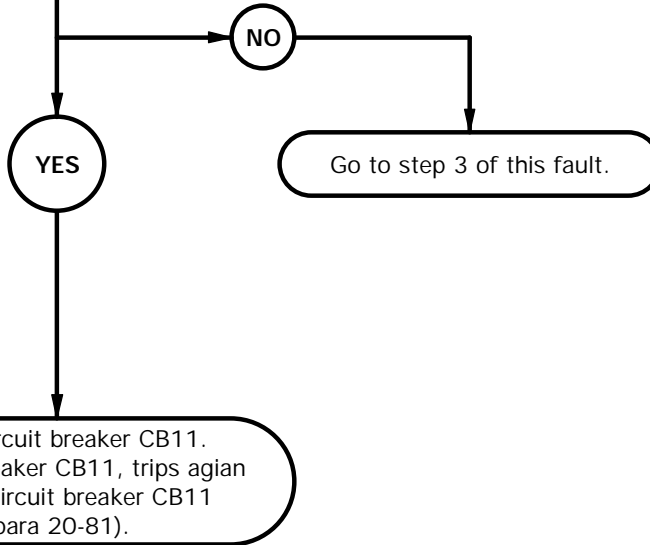 NO
YES
Go to step 3 of this fault.
rcuit breaker CB11.
aker CB11, trips agian
ircuit breaker CB11
para 20-81).